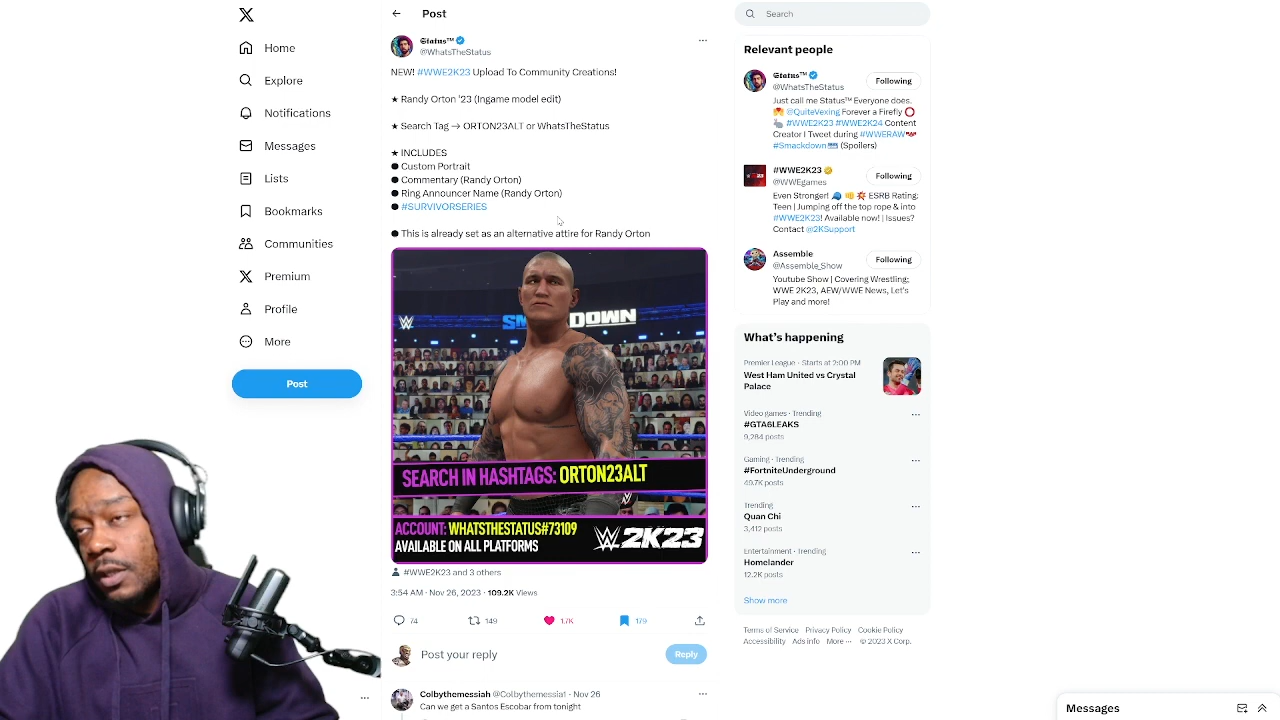 Home
Explore
Notifications
Messages
Lists
Bookmarks
Communities
Premium
Profile
More
Post
Post
𝕾𝖙𝖆𝖙𝖚𝖘™
@WhatsTheStatus
NEW! #WWE2K23 Upload To Community Creations!
★ Randy Orton '23 (Ingame model edit)
★ Search Tag → ORTON23ALT or WhatsTheStatus
★ INCLUDES
● Custom Portrait
● Commentary (Randy Orton)
● Ring Announcer Name (Randy Orton)
● #SURVIVORSERIES
● This is already set as an alternative attire for Randy Orton
SEARCH IN HASHTAGS: ORTON23ALT
ACCOUNT: WHATSTHESTATUS#73109
AVAILABLE ON ALL PLATFORMS
W 2K23
#WWE2K23 and 3 others
3:54 AM · Nov 26, 2023 · 109.2K Views
74 149 1.7K 179
Post your reply
Reply
Colbythemessiah @Colbythemessia1 · Nov 26
Can we get a Santos Escobar from tonight
Search
Relevant people
𝕾𝖙𝖆𝖙𝖚𝖘™
Following
@WhatsTheStatus
Just call me Status™ Everyone does.
@QuiteVexing Forever a Firefly
#WWE2K23 #WWE2K24 Content
Creator I Tweet during #WWERAW
#Smackdown (Spoilers)
#WWE2K23
Following
@WWEgames
Even Stronger! ESRB Rating:
Teen | Jumping off the top rope & into
#WWE2K23! Available now! | Issues?
Contact @2KSupport
Assemble
Following
@Assemble_Show
Youtube Show | Covering Wrestling;
WWE 2K23, AEW/WWE News, Let's
Play and more!
What's happening
Premier League · Starts at 2:00 PM
West Ham United vs Crystal
Palace
Video games · Trending
#GTA6LEAKS
9,284 posts
Gaming · Trending
#FortniteUnderground
49.7K posts
Trending
Quan Chi
3,412 posts
Entertainment · Trending
Homelander
12.2K posts
Show more
Terms of Service Privacy Policy Cookie Policy
Accessibility Ads info More ··· © 2023 X Corp.
Messages